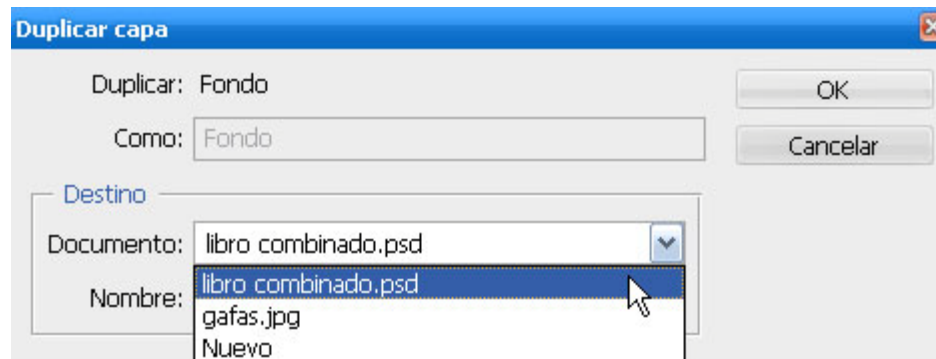 Duplicar capa
Duplicar: Fondo
OK
Como: Fondo
Cancelar
Destino
Documento: libro combinado.psd
libro combinado.psd
Nombre:
gafas.jpg
Nuevo